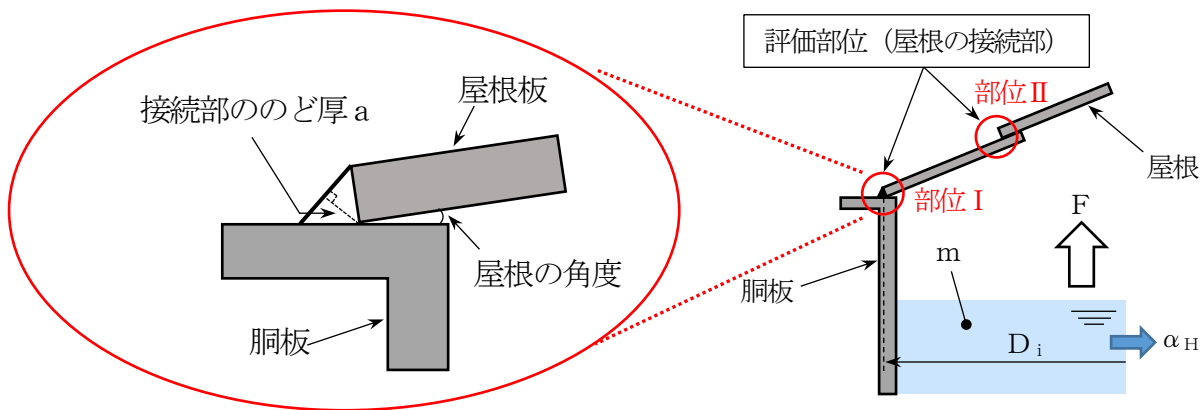 評価部位（屋根の接続部）
屋根板
接続部ののど厚a
屋根の角度
胴板
部位Ⅱ
屋根
部位Ⅰ
F
m
胴板
Di
αH